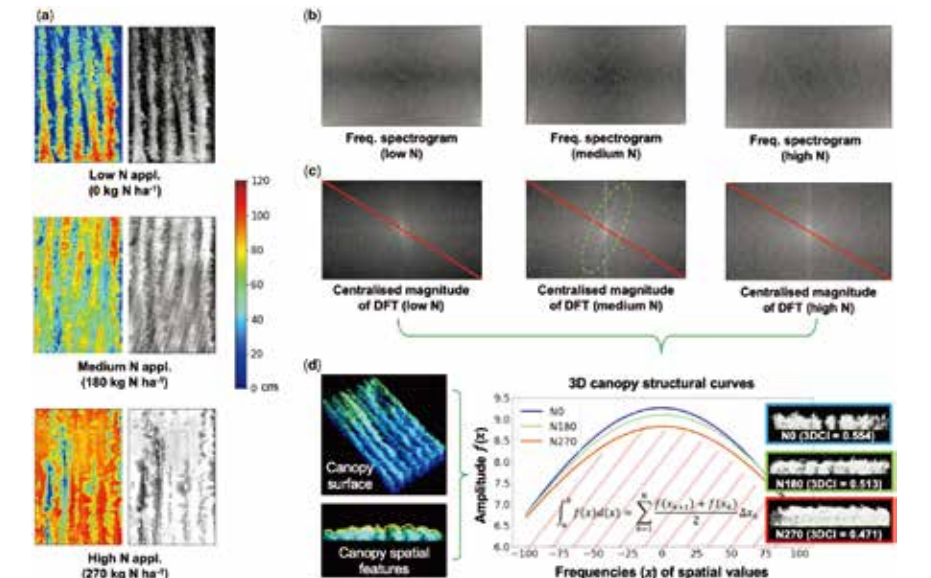 (a)
Low N appl.
(0 kg N ha⁻¹)
Medium N appl.
(180 kg N ha⁻¹)
High N appl.
(270 kg N ha⁻¹)
120
100
80
60
40
20
0 cm
(b)
Freq. spectrogram
(low N)
Freq. spectrogram
(medium N)
Freq. spectrogram
(high N)
(c)
Centralised magnitude
of DFT (low N)
Centralised magnitude
of DFT (medium N)
Centralised magnitude
of DFT (high N)
(d)
Canopy
surface
Canopy spatial
features
3D canopy structural curves
Amplitude f(x)
9.5
9.0
8.5
8.0
7.5
7.0
6.5
6.0
N0
N180
N270
N0 (3DCI = 0.554)
N180 (3DCI = 0.513)
N270 (3DCI = 0.471)
−100 −75 −50 −25 0 25 50 75 100
Frequencies (x) of spatial values